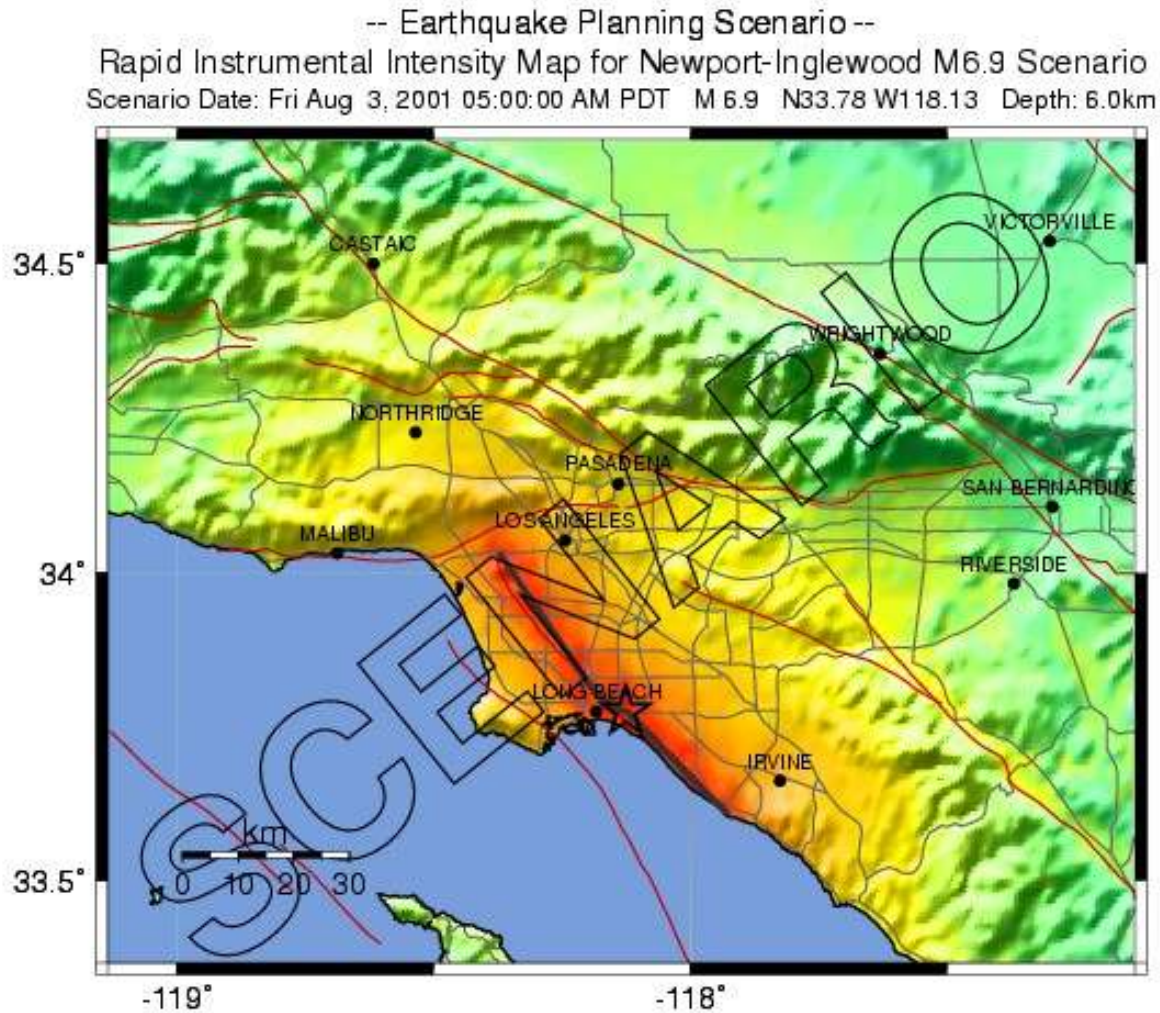 -- Earthquake Planning Scenario --
Rapid Instrumental Intensity Map for Newport-Inglewood M6.9 Scenario
Scenario Date: Fri Aug 3, 2001 05:00:00 AM PDT M 6.9 N33.78 W118.13 Depth: 6.0km
VICTORVILLE
CASTAIC
34.5°
WRIGHTWOOD
NORTHRIDGE
PASADENA
SAN BERNARDINO
LOS ANGELES
MALIBU
34°
RIVERSIDE
LONG BEACH
IRVINE
SCENARIO
km
0 10 20 30
33.5°
-119° -118°